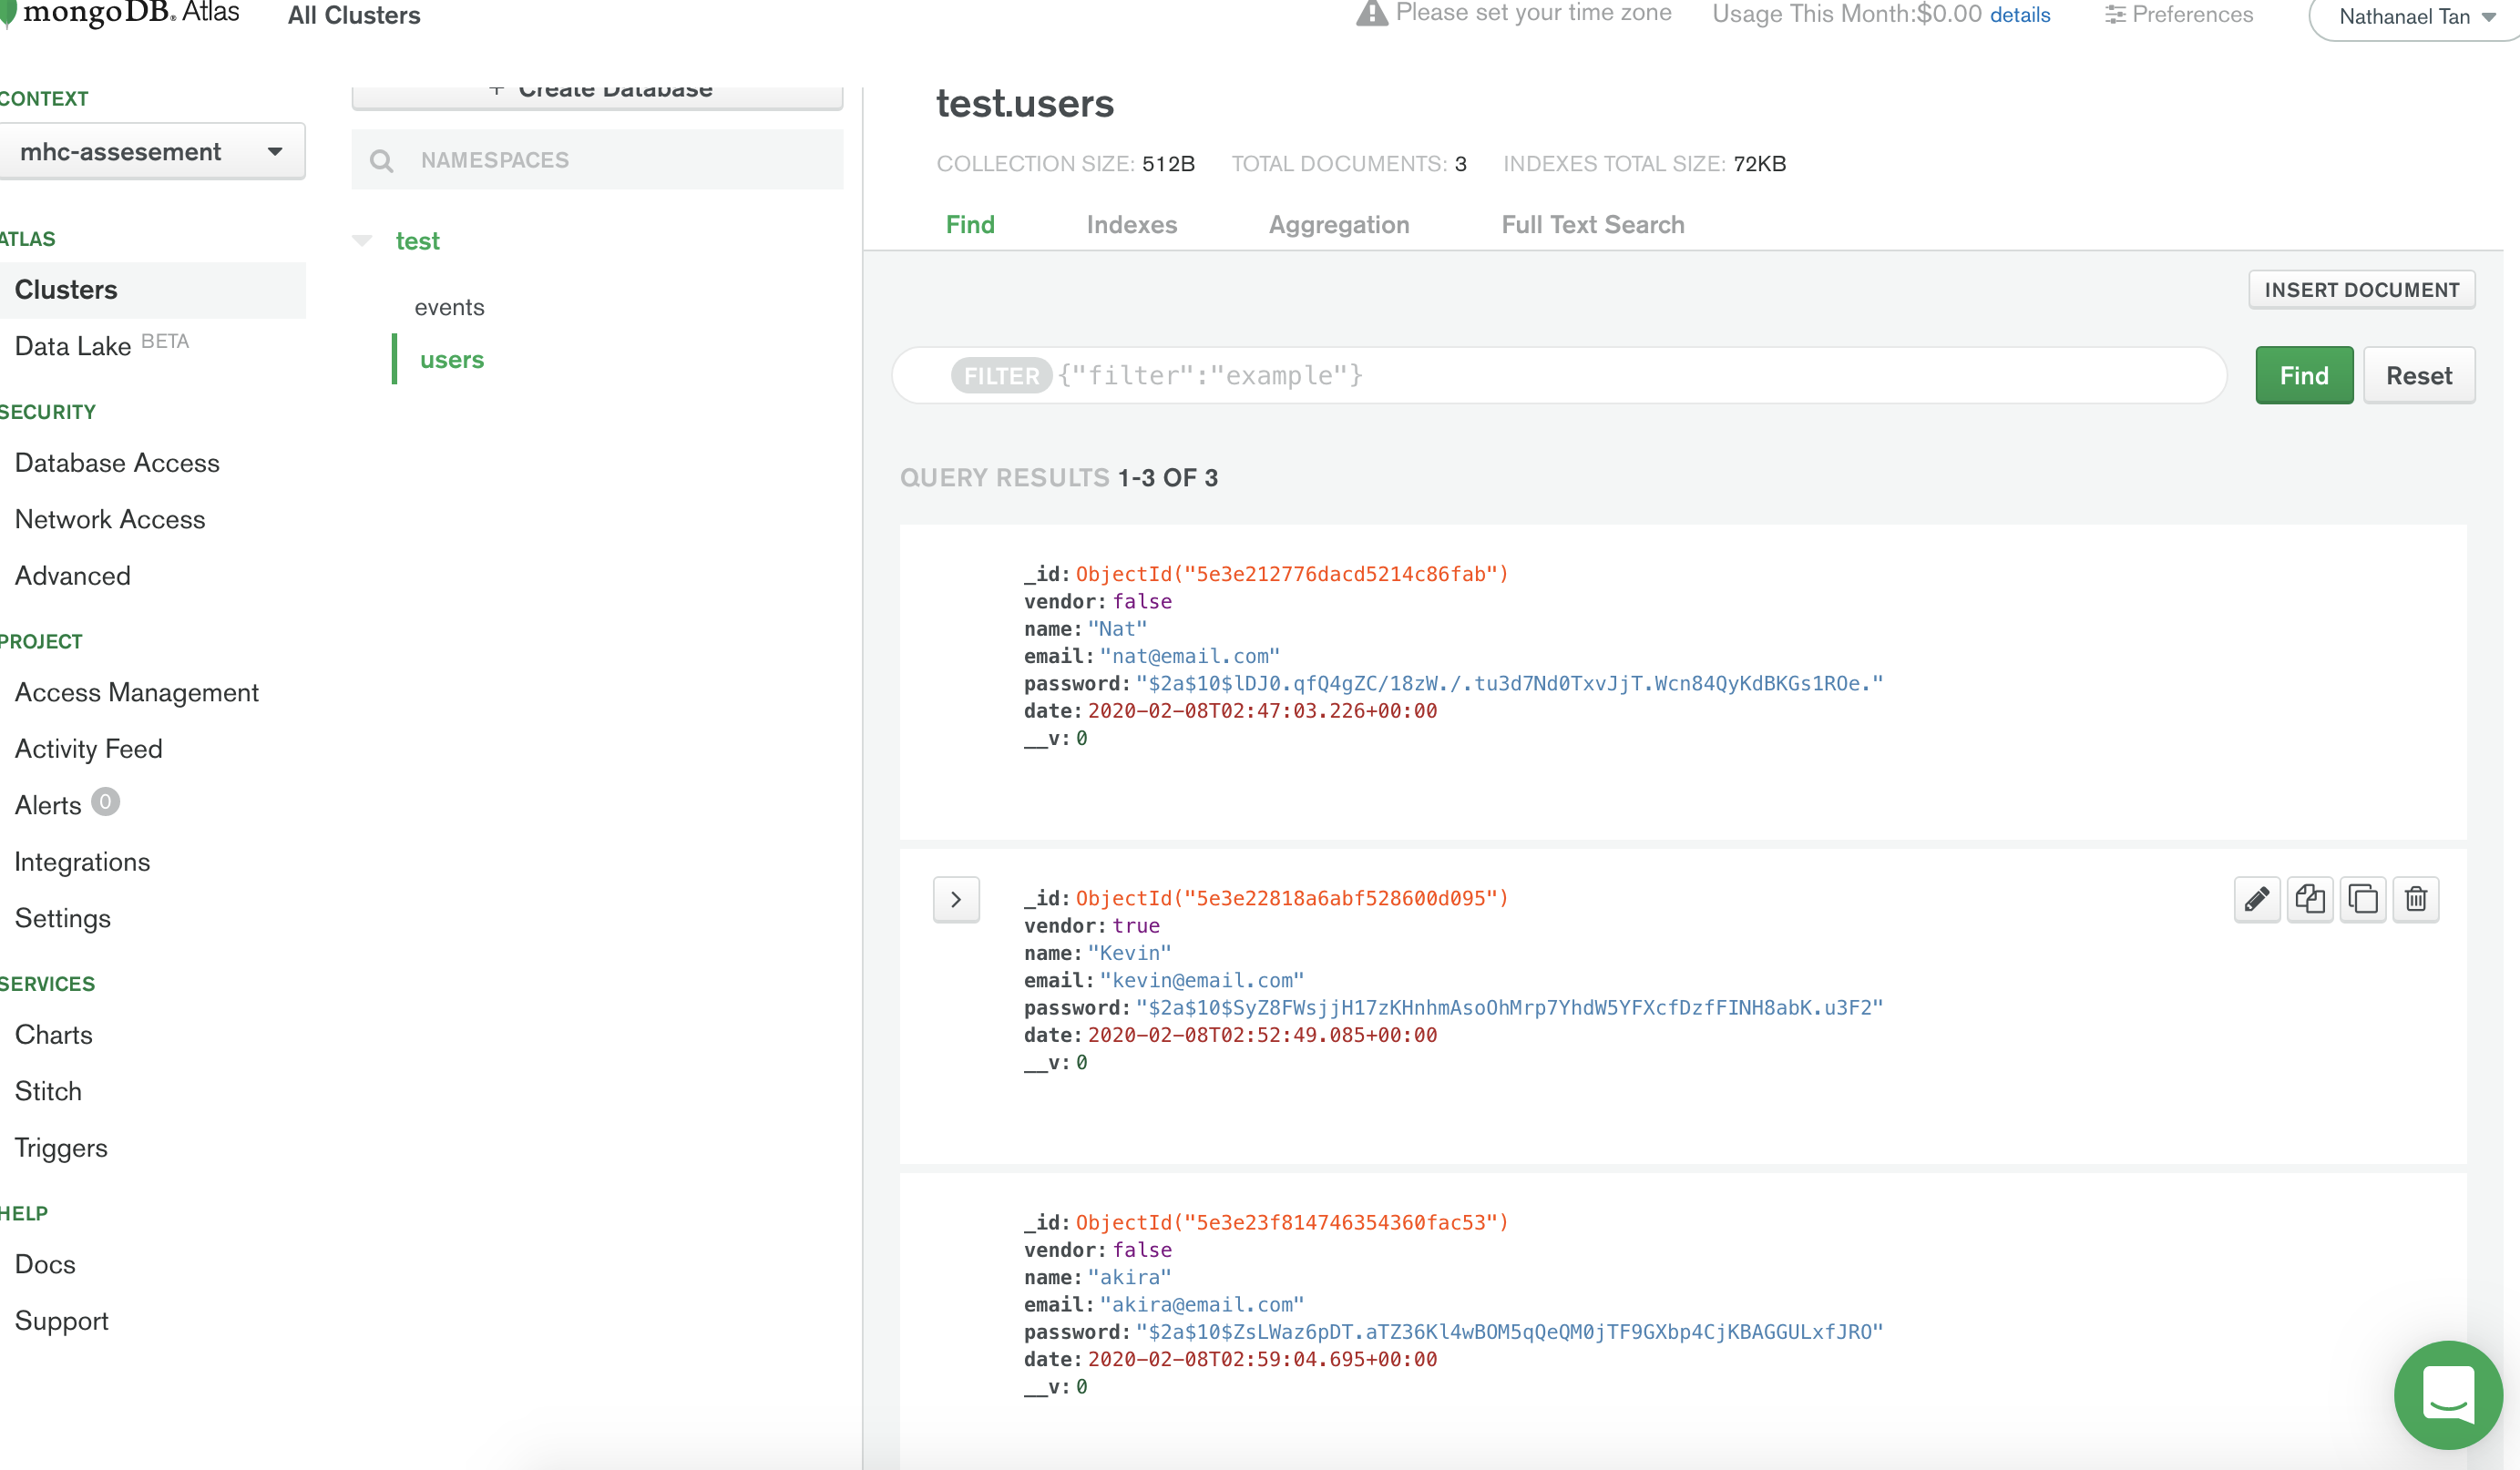 mongoDB. Atlas
All Clusters
Please set your time zone
Usage This Month:$0.00 details
Preferences
Nathanael Tan
CONTEXT
mhc-assesement
ATLAS
Clusters
Data Lake BETA
SECURITY
Database Access
Network Access
Advanced
PROJECT
Access Management
Activity Feed
Alerts 0
Integrations
Settings
SERVICES
Charts
Stitch
Triggers
HELP
Docs
Support
+ Create Database
NAMESPACES
test
events
users
test.users
COLLECTION SIZE: 512B TOTAL DOCUMENTS: 3 INDEXES TOTAL SIZE: 72KB
Find Indexes Aggregation Full Text Search
INSERT DOCUMENT
FILTER {"filter":"example"}
Find
Reset
QUERY RESULTS 1-3 OF 3
_id: ObjectId("5e3e212776dacd5214c86fab")
vendor: false
name: "Nat"
email: "nat@email.com"
password: "$2a$10$lDJ0.qfQ4gZC/18zW./.tu3d7Nd0TxvJjT.Wcn84QyKdBKGs1ROe."
date: 2020-02-08T02:47:03.226+00:00
__v: 0
_id: ObjectId("5e3e22818a6abf528600d095")
vendor: true
name: "Kevin"
email: "kevin@email.com"
password: "$2a$10$SyZ8FWsjjH17zKHnhmAsoOhMrp7YhdW5YFXcfDzfFINH8abK.u3F2"
date: 2020-02-08T02:52:49.085+00:00
__v: 0
_id: ObjectId("5e3e23f814746354360fac53")
vendor: false
name: "akira"
email: "akira@email.com"
password: "$2a$10$ZsLWaz6pDT.aTZ36Kl4wBOM5qQeQM0jTF9GXbp4CjKBAGGULxfJRO"
date: 2020-02-08T02:59:04.695+00:00
__v: 0